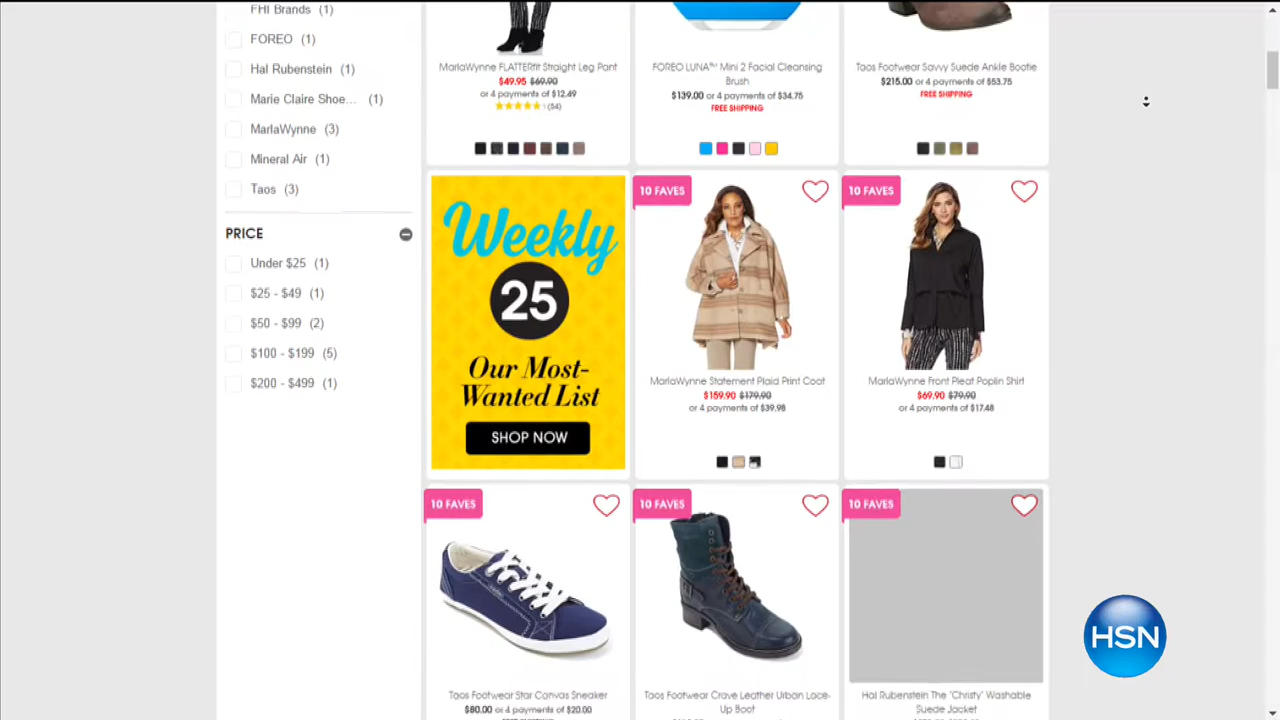 FHI Brands (1)
FOREO (1)
Hal Rubenstein (1)
Marie Claire Shoe... (1)
MarlaWynne (3)
Mineral Air (1)
Taos (3)
PRICE
Under $25 (1)
$25 - $49 (1)
$50 - $99 (2)
$100 - $199 (5)
$200 - $499 (1)
MarlaWynne FLATTERfit Straight Leg Pant
$49.95 $69.90
or 4 payments of $12.49
(54)
FOREO LUNA™ Mini 2 Facial Cleansing
Brush
$139.00 or 4 payments of $34.75
FREE SHIPPING
Taos Footwear Savvy Suede Ankle Bootie
$215.00 or 4 payments of $53.75
FREE SHIPPING
Weekly
25
Our Most-
Wanted List
SHOP NOW
10 FAVES
MarlaWynne Statement Plaid Print Coat
$159.90 $179.90
or 4 payments of $39.98
10 FAVES
MarlaWynne Front Pleat Poplin Shirt
$69.90 $79.90
or 4 payments of $17.48
10 FAVES
Taos Footwear Star Canvas Sneaker
$80.00 or 4 payments of $20.00
10 FAVES
Taos Footwear Crave Leather Urban Lace-
Up Boot
10 FAVES
Hal Rubenstein The "Christy" Washable
Suede Jacket
HSN